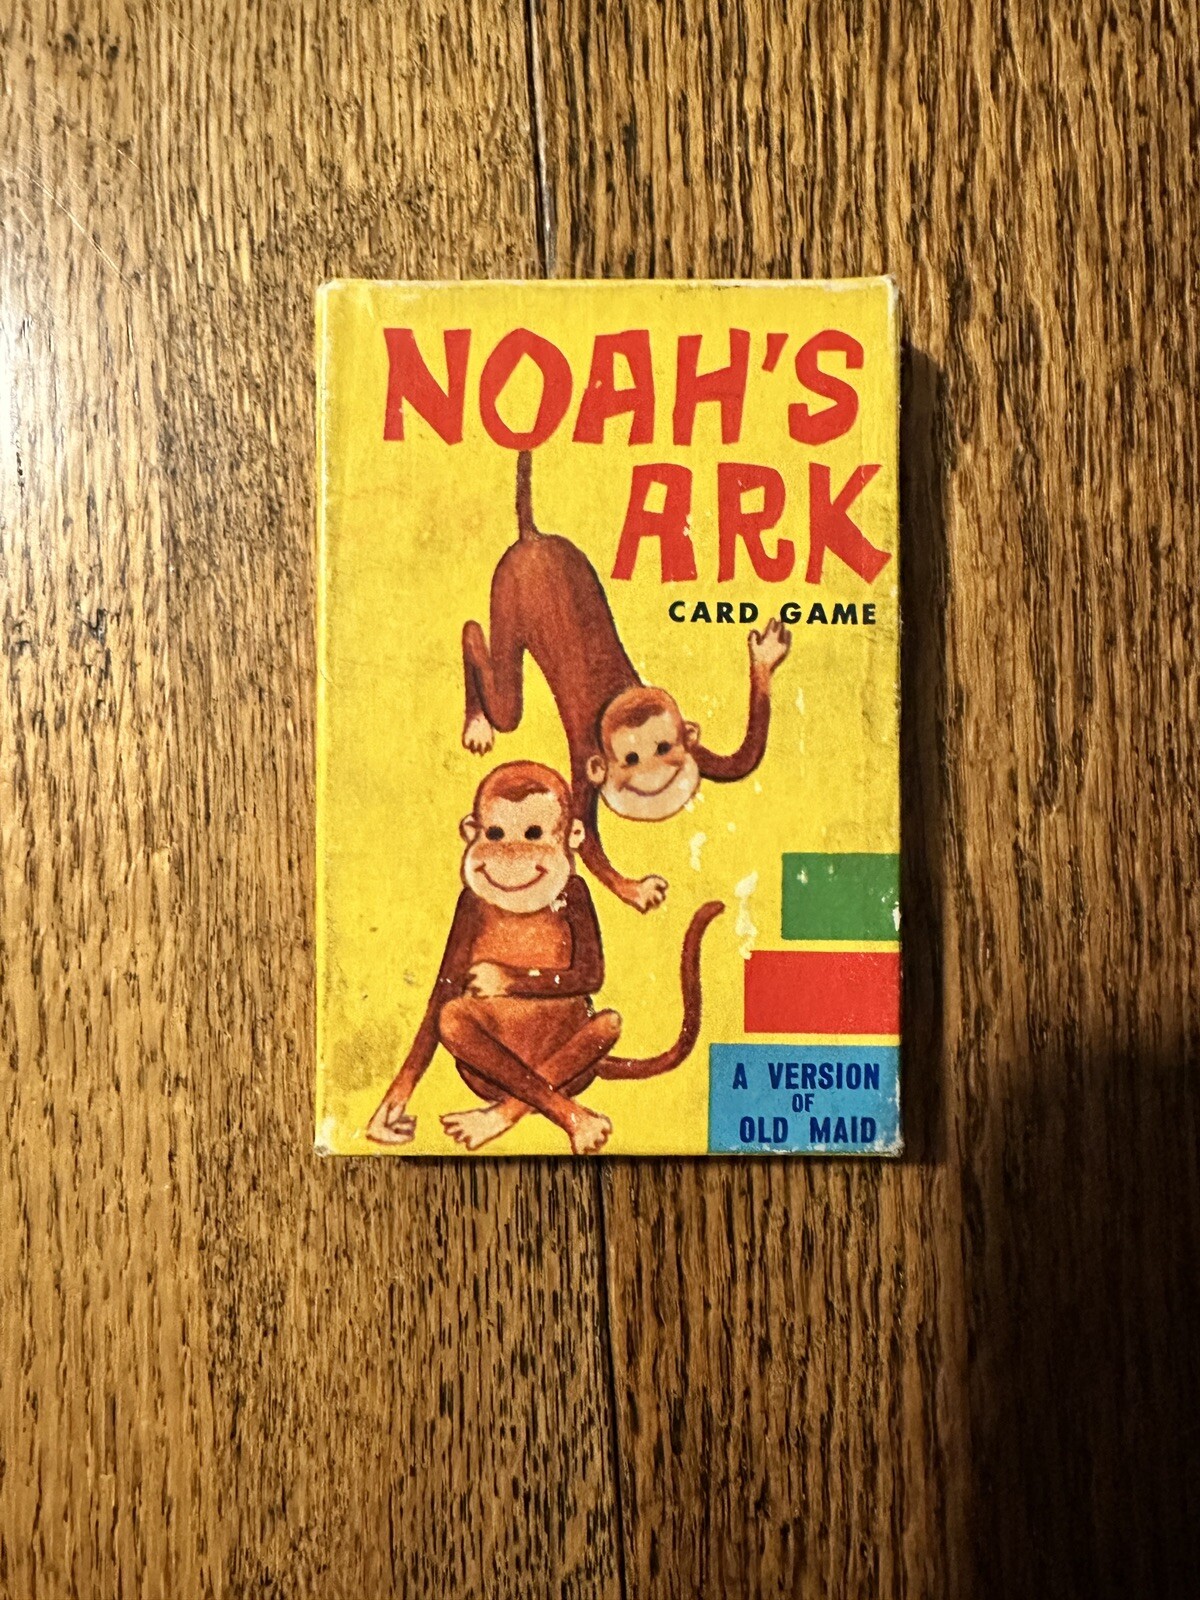 NOAH'S
ARK
CARD GAME
A VERSION
OF
OLD MAID